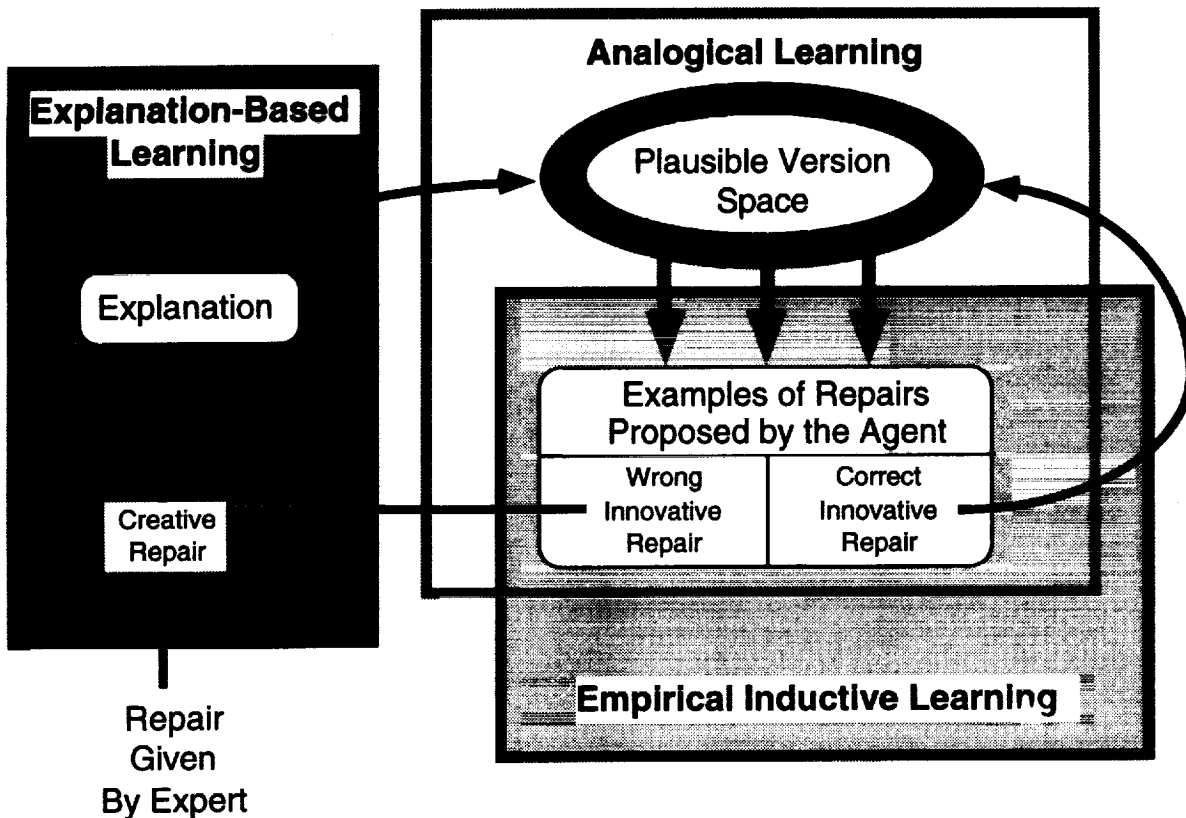 Analogical Learning
Explanation-Based
Learning
Plausible Version
Space
Explanation
Examples of Repairs
Proposed by the Agent
Wrong
Innovative
Repair
Correct
Innovative
Repair
Creative
Repair
Empirical Inductive Learning
Repair
Given
By Expert